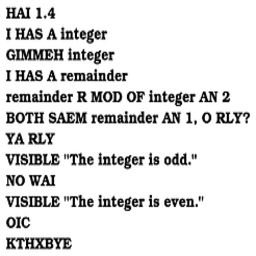 HAI 1.4
I HAS A integer
GIMMEH integer
I HAS A remainder
remainder R MOD OF integer AN 2
BOTH SAEM remainder AN 1, O RLY?
YA RLY
VISIBLE "The integer is odd."
NO WAI
VISIBLE "The integer is even."
OIC
KTHXBYE